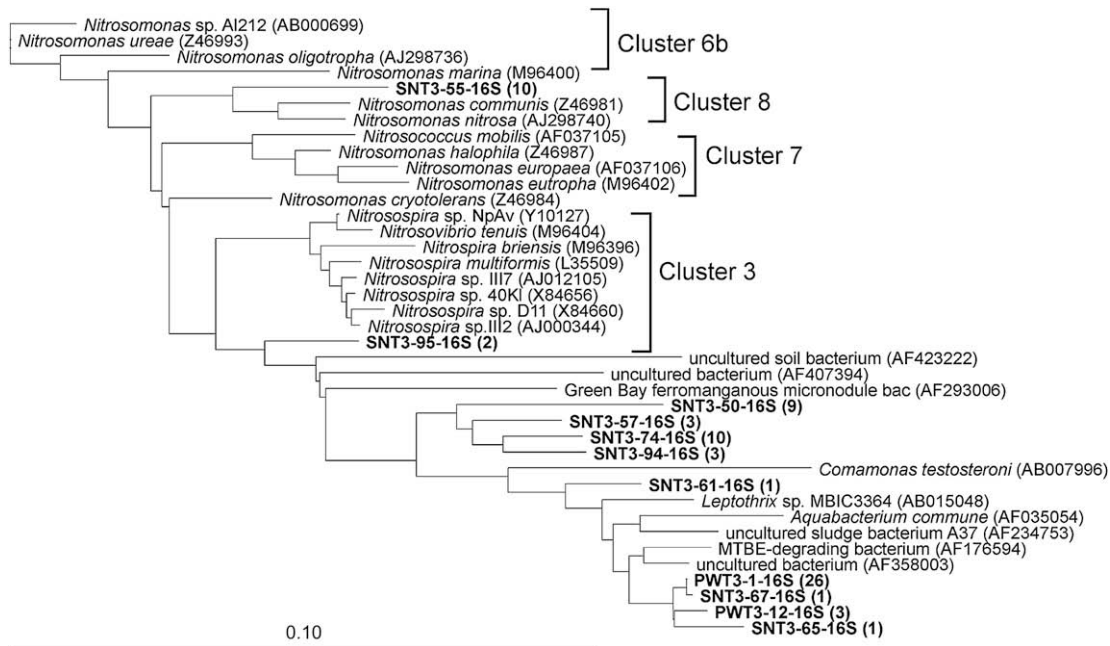 Nitrosomonas sp. Al212 (AB000699)
Nitrosomonas ureae (Z46993)
Nitrosomonas oligotropha (AJ298736)
Cluster 6b
Nitrosomonas marina (M96400)
SNT3-55-16S (10)
Nitrosomonas communis (Z46981)
Cluster 8
Nitrosomonas nitrosa (AJ298740)
Nitrosococcus mobilis (AF037105)
Nitrosomonas halophila (Z46987)
Cluster 7
Nitrosomonas europaea (AF037106)
Nitrosomonas eutropha (M96402)
Nitrosomonas cryotolerans (Z46984)
Nitrosospira sp. NpAv (Y10127)
Nitrosovibrio tenuis (M96404)
Nitrospira briensis (M96396)
Nitrosospira multiformis (L35509)
Cluster 3
Nitrosospira sp. III7 (AJ012105)
Nitrosospira sp. 40KI (X84656)
Nitrosospira sp. D11 (X84660)
Nitrosospira sp.III2 (AJ000344)
SNT3-95-16S (2)
uncultured soil bacterium (AF423222)
uncultured bacterium (AF407394)
Green Bay ferromanganous micronodule bac (AF293006)
SNT3-50-16S (9)
SNT3-57-16S (3)
SNT3-74-16S (10)
SNT3-94-16S (3)
Comamonas testosteroni (AB007996)
SNT3-61-16S (1)
Leptothrix sp. MBIC3364 (AB015048)
Aquabacterium commune (AF035054)
uncultured sludge bacterium A37 (AF234753)
MTBE-degrading bacterium (AF176594)
uncultured bacterium (AF358003)
PWT3-1-16S (26)
SNT3-67-16S (1)
PWT3-12-16S (3)
SNT3-65-16S (1)
0.10